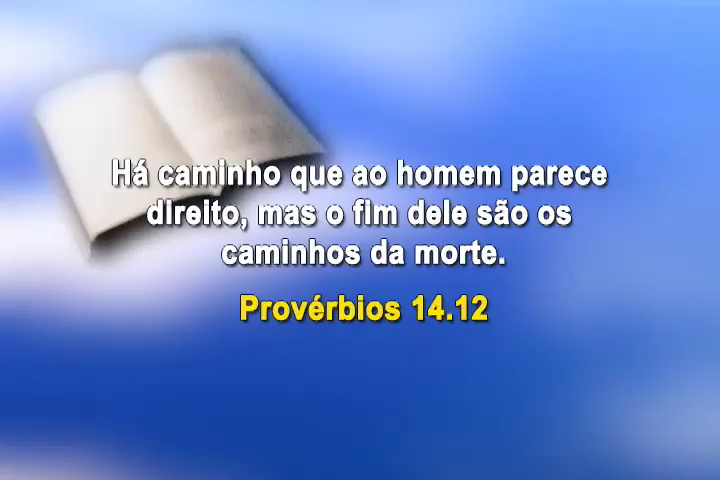 Há caminho que ao homem parece
direito, mas o fim dele são os
caminhos da morte.
Provérbios 14.12